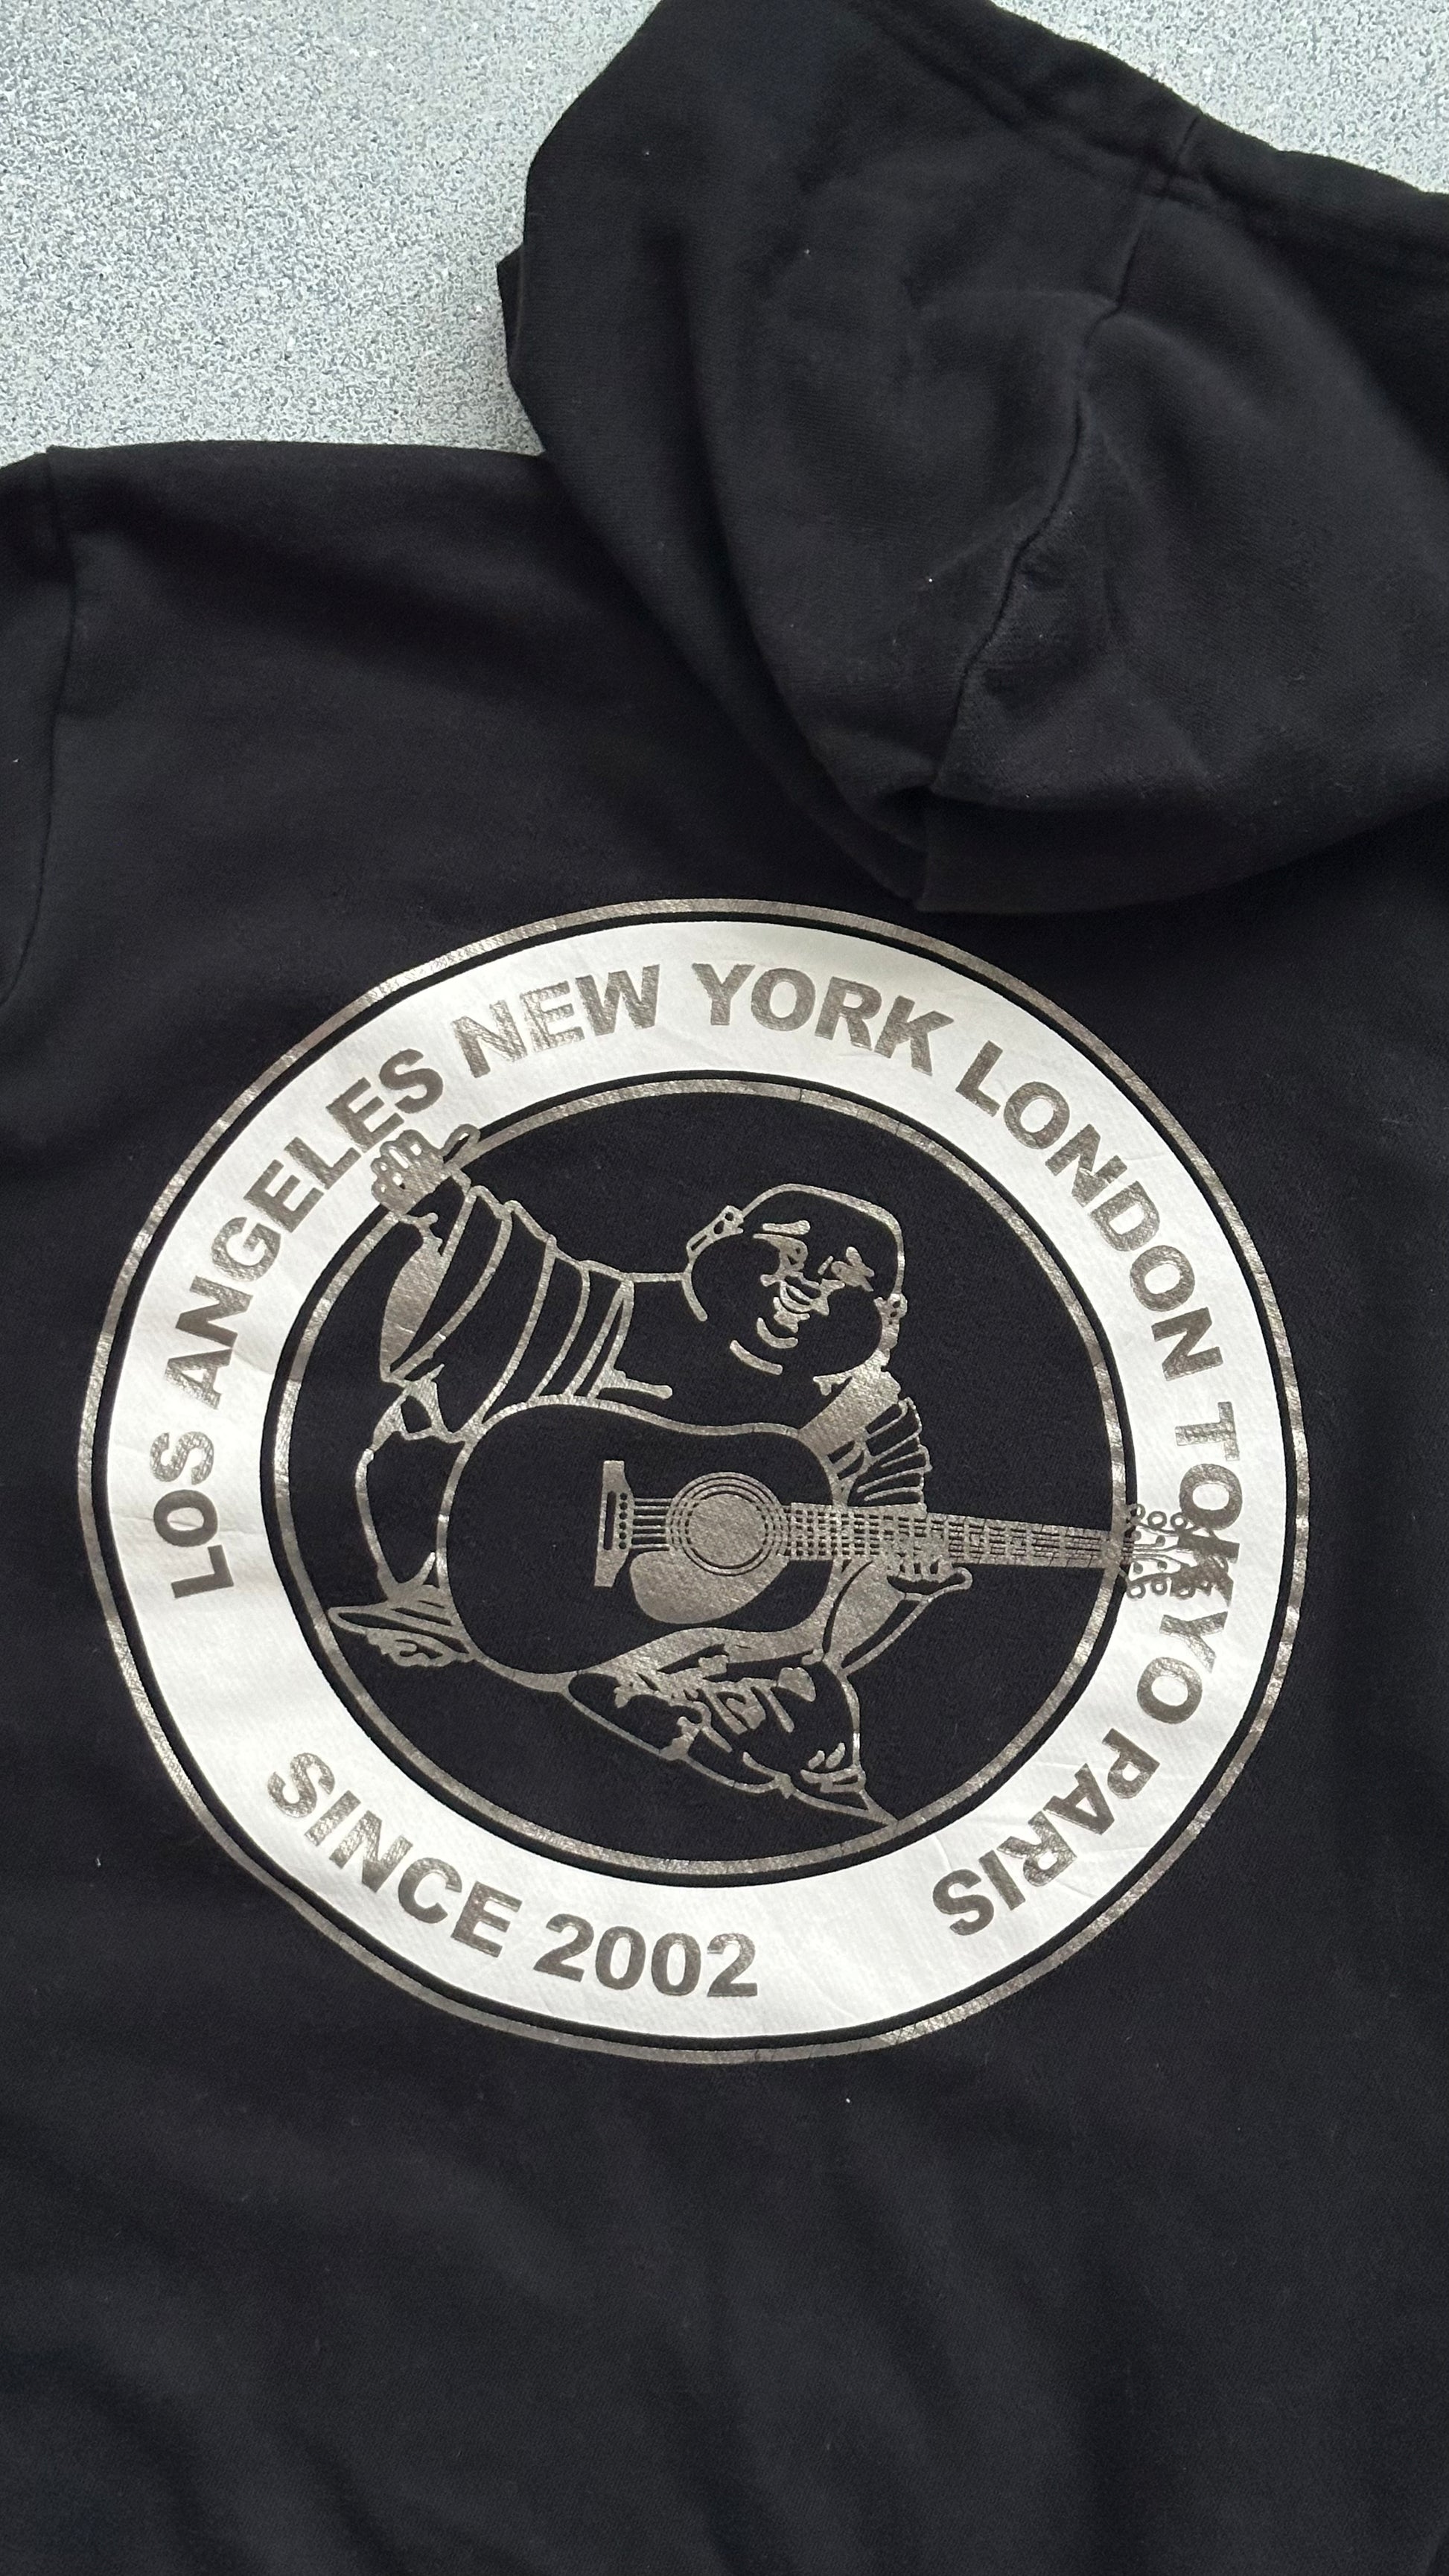 LOS ANGELES NEW YORK LONDON TOKYO PARIS
SINCE 2002